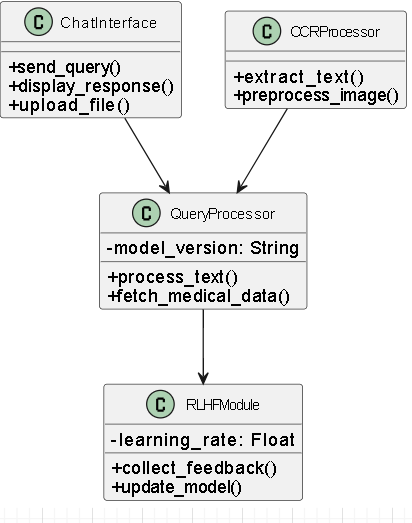 C ChatInterface
+send_query()
+display_response()
+upload_file()
C OCRProcessor
+extract_text()
+preprocess_image()
C QueryProcessor
-model_version: String
+process_text()
+fetch_medical_data()
C RLHFModule
-learning_rate: Float
+collect_feedback()
+update_model()